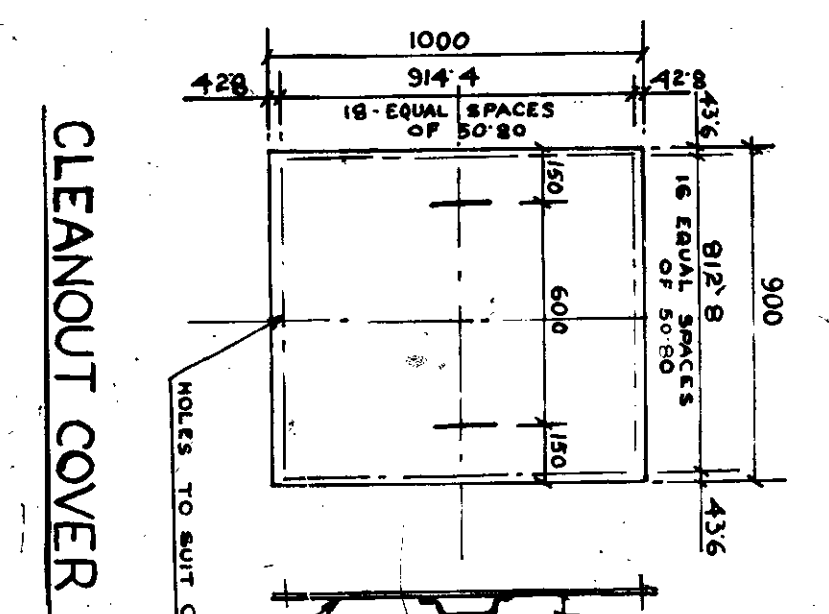 1000
42·8
914·4
42·8
18-EQUAL SPACES
OF 50·80
43·6
150
16 EQUAL SPACES
OF 50·80
812·8
900
600
150
43·6
HOLES TO SUIT
CLEANOUT COVER